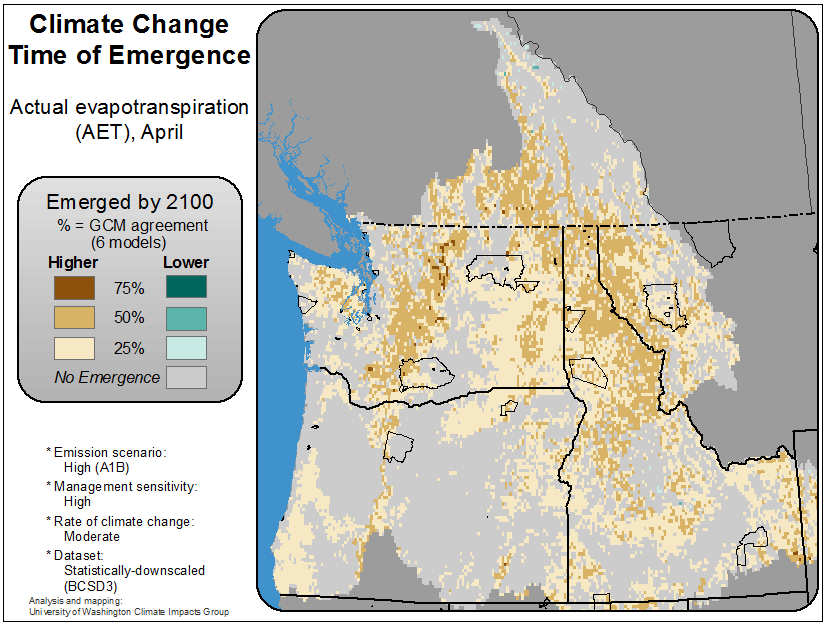 Climate Change
Time of Emergence
Actual evapotranspiration
(AET), April
Emerged by 2100
% = GCM agreement
(6 models)
Higher Lower
75%
50%
25%
No Emergence
* Emission scenario:
High (A1B)
* Management sensitivity:
High
* Rate of climate change:
Moderate
* Dataset:
Statistically-downscaled
(BCSD3)
Analysis and mapping:
University of Washington Climate Impacts Group